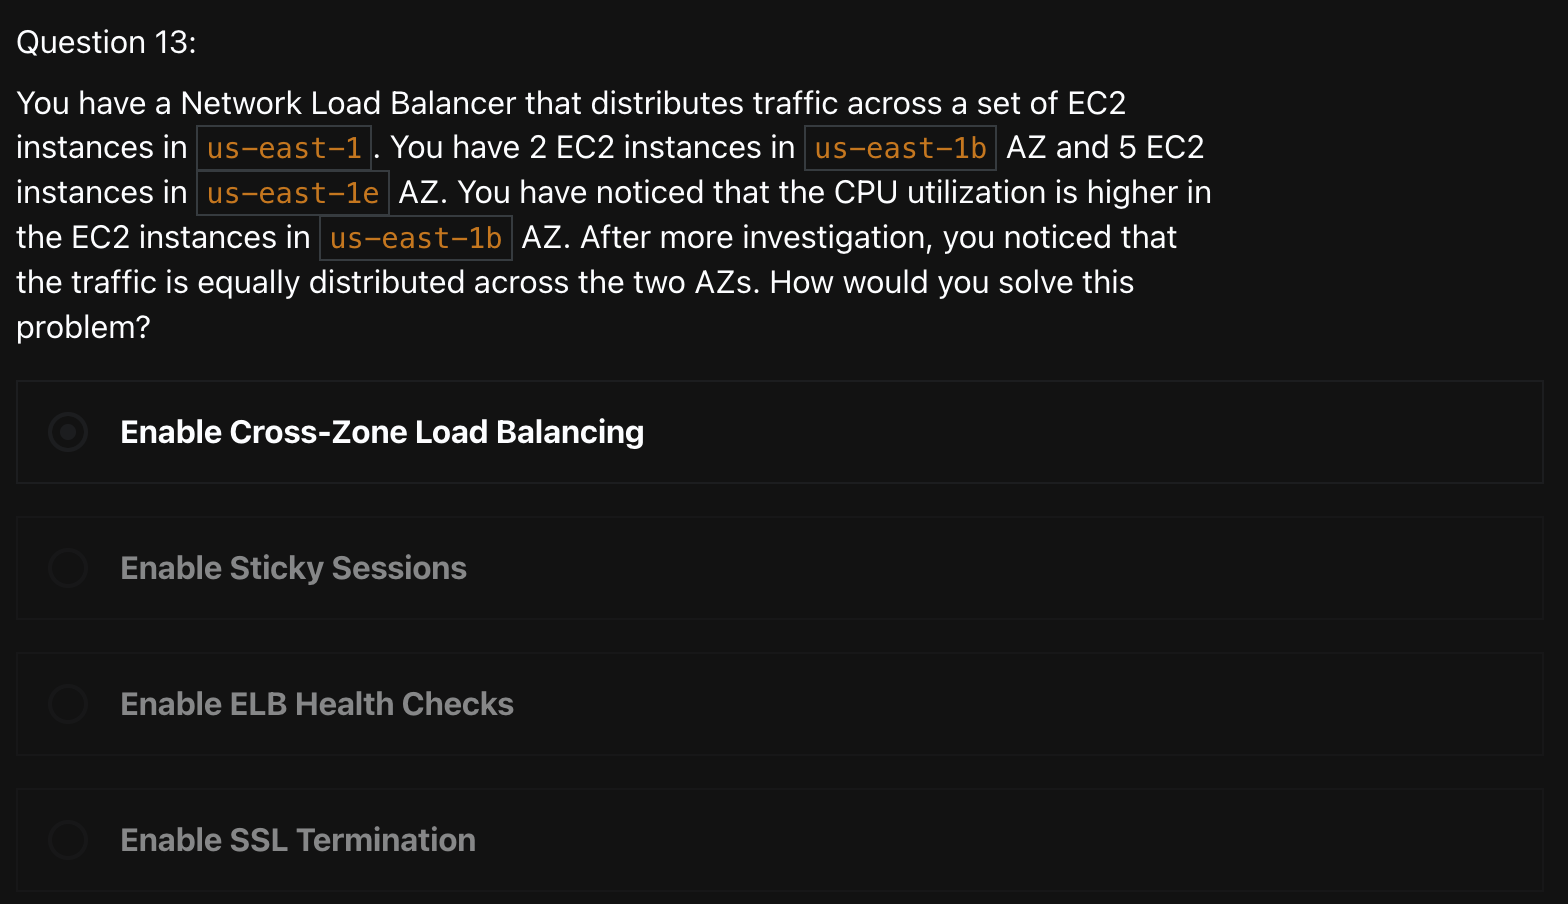 Question 13:
You have a Network Load Balancer that distributes traffic across a set of EC2
instances in us-east-1. You have 2 EC2 instances in us-east-1b AZ and 5 EC2
instances in us-east-1e AZ. You have noticed that the CPU utilization is higher in
the EC2 instances in us-east-1b AZ. After more investigation, you noticed that
the traffic is equally distributed across the two AZs. How would you solve this
problem?
Enable Cross-Zone Load Balancing
Enable Sticky Sessions
Enable ELB Health Checks
Enable SSL Termination